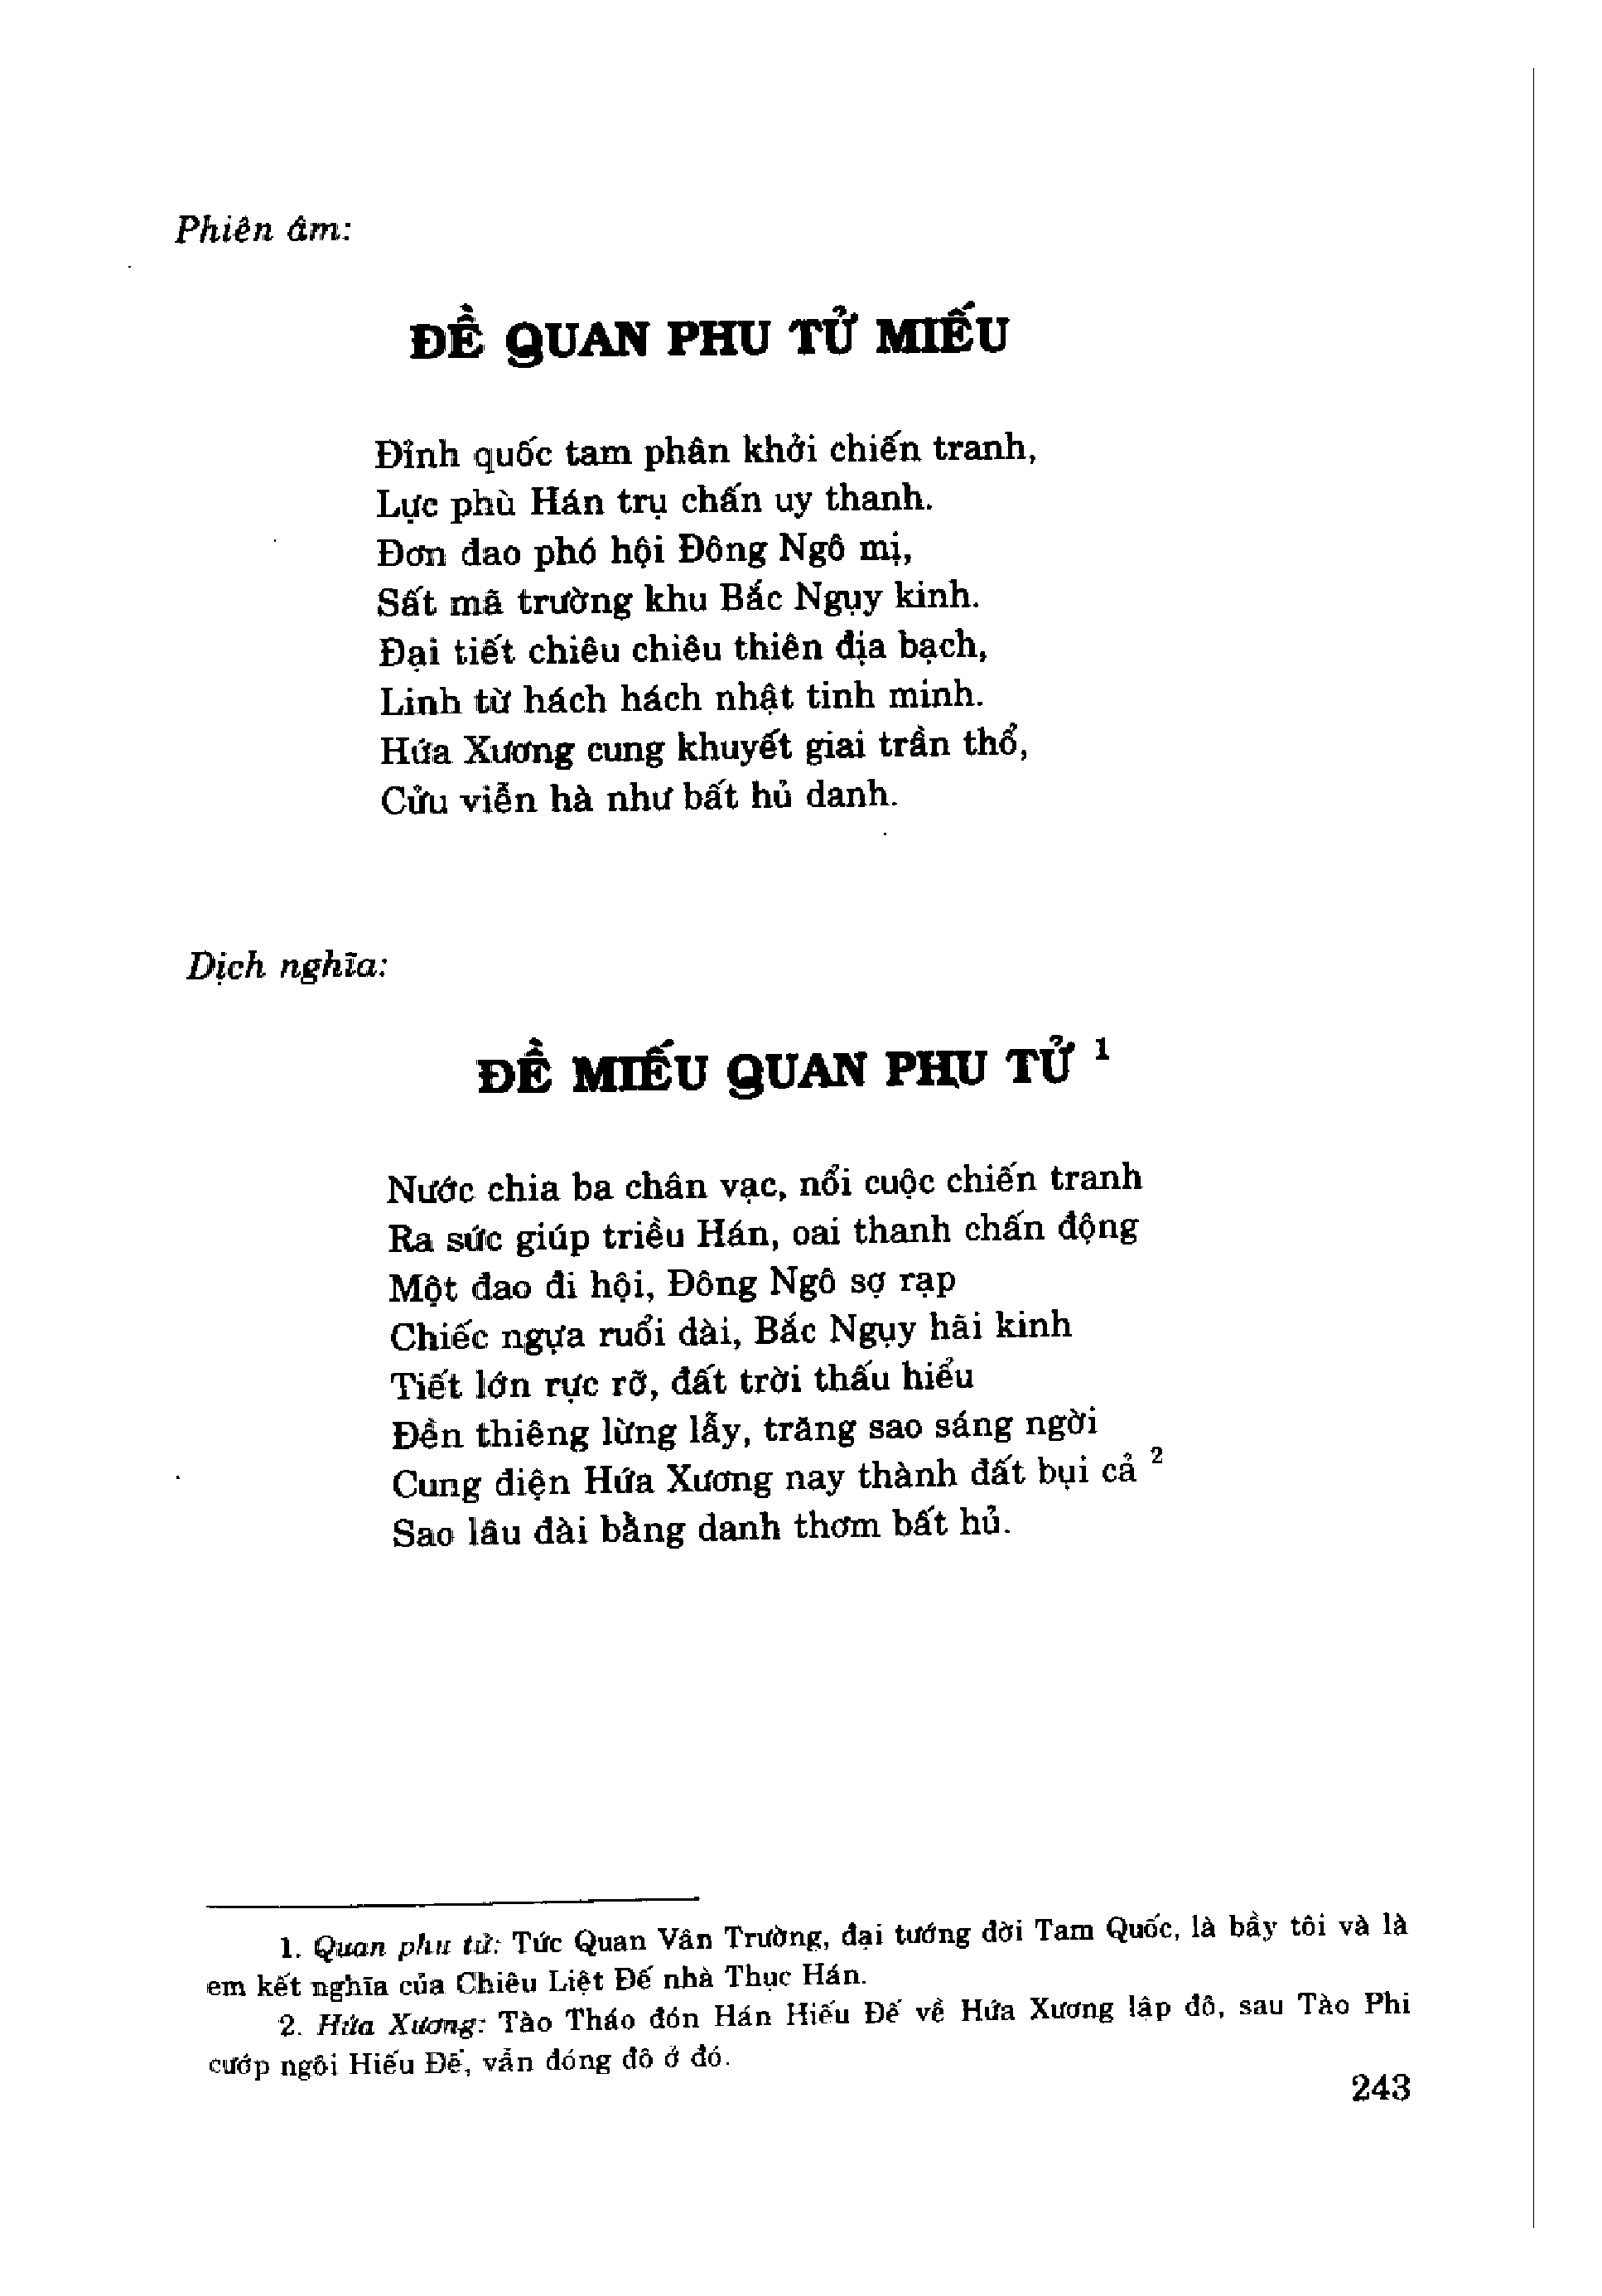 Phiên âm:
ĐỀ QUAN PHU TỬ MIẾU
Đỉnh quốc tam phân khởi chiến tranh,
Lực phù Hán trụ chấn uy thanh.
Đơn đao phó hội Đông Ngô mị,
Sất mã trường khu Bắc Ngụy kinh.
Đại tiết chiêu chiêu thiên địa bạch,
Linh từ hách hách nhật tinh minh.
Hứa Xương cung khuyết giai trần thổ,
Cửu viễn hà như bất hủ danh.
Dịch nghĩa:
ĐỀ MIẾU QUAN PHU TỬ 1
Nước chia ba chân vạc, nổi cuộc chiến tranh
Ra sức giúp triều Hán, oai thanh chấn động
Một đao đi hội, Đông Ngô sợ rạp
Chiếc ngựa ruổi dài, Bắc Ngụy hãi kinh
Tiết lớn rực rỡ, đất trời thấu hiểu
Đền thiêng lừng lẫy, trăng sao sáng ngời
Cung điện Hứa Xương nay thành đất bụi cả 2
Sao lâu đài bằng danh thơm bất hủ.
1. Quan phu tử: Tức Quan Vân Trường, đại tướng đời Tam Quốc, là bầy tôi và là
em kết nghĩa của Chiêu Liệt Đế nhà Thục Hán.
2. Hứa Xương: Tào Tháo đón Hán Hiếu Đế về Hứa Xương lập đô, sau Tào Phi
cướp ngôi Hiếu Đế, vẫn đóng đô ở đó.
243